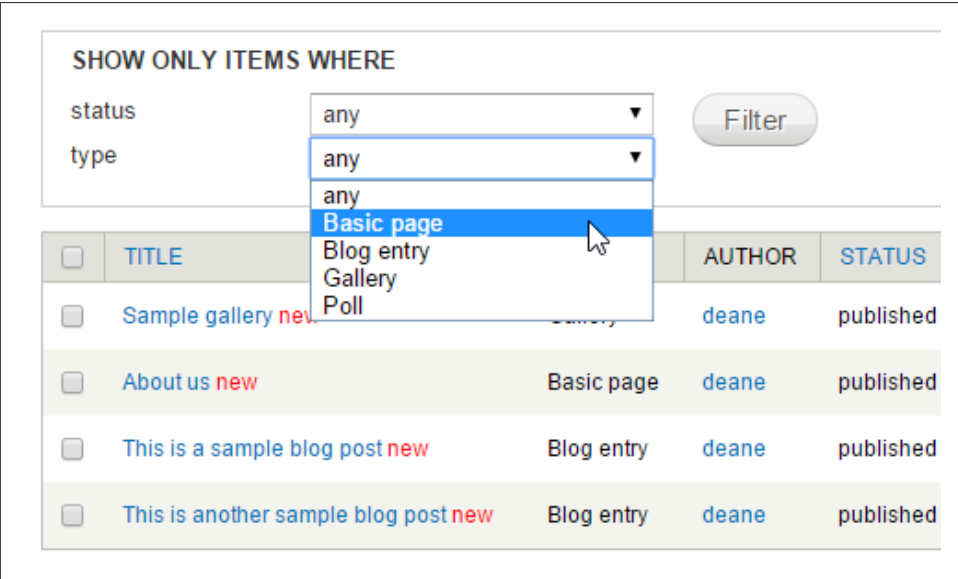 SHOW ONLY ITEMS WHERE
status any Filter
type any
any
Basic page
Blog entry
Gallery
Poll
TITLE AUTHOR STATUS
Sample gallery new Gallery deane published
About us new Basic page deane published
This is a sample blog post new Blog entry deane published
This is another sample blog post new Blog entry deane published